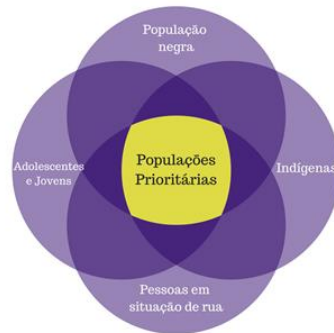 População
negra
Adolescentes
e Jovens
Populações
Prioritárias
Indígenas
Pessoas em
situação de rua